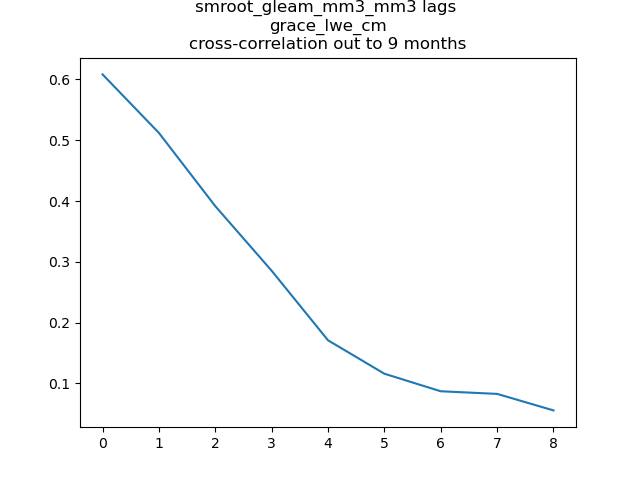 smroot_gleam_mm3_mm3 lags
grace_lwe_cm
cross-correlation out to 9 months
0.6
0.5
0.4
0.3
0.2
0.1
0 1 2 3 4 5 6 7 8